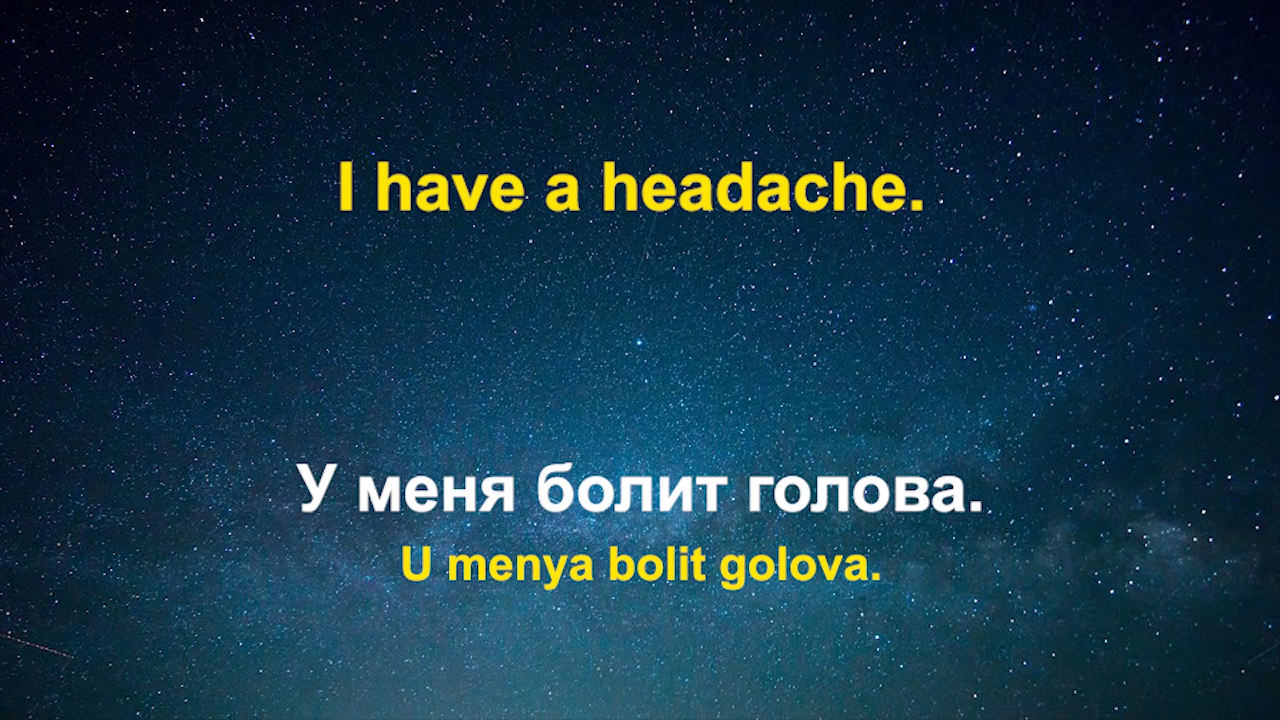 I have a headache.
У меня болит голова.
U menya bolit golova.